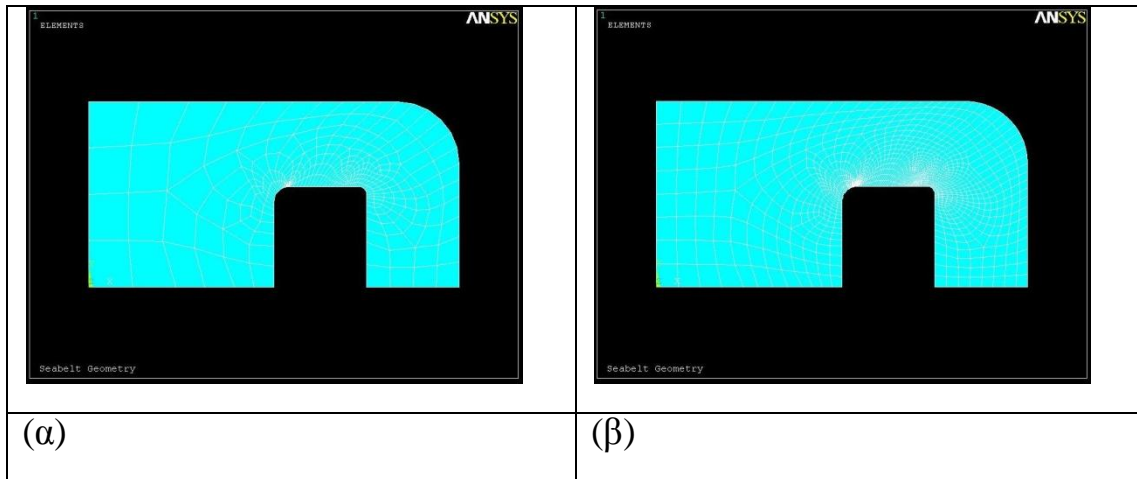 1
ELEMENTS
ANSYS
Seabelt Geometry
1
ELEMENTS
ANSYS
Seabelt Geometry
(α)
(β)